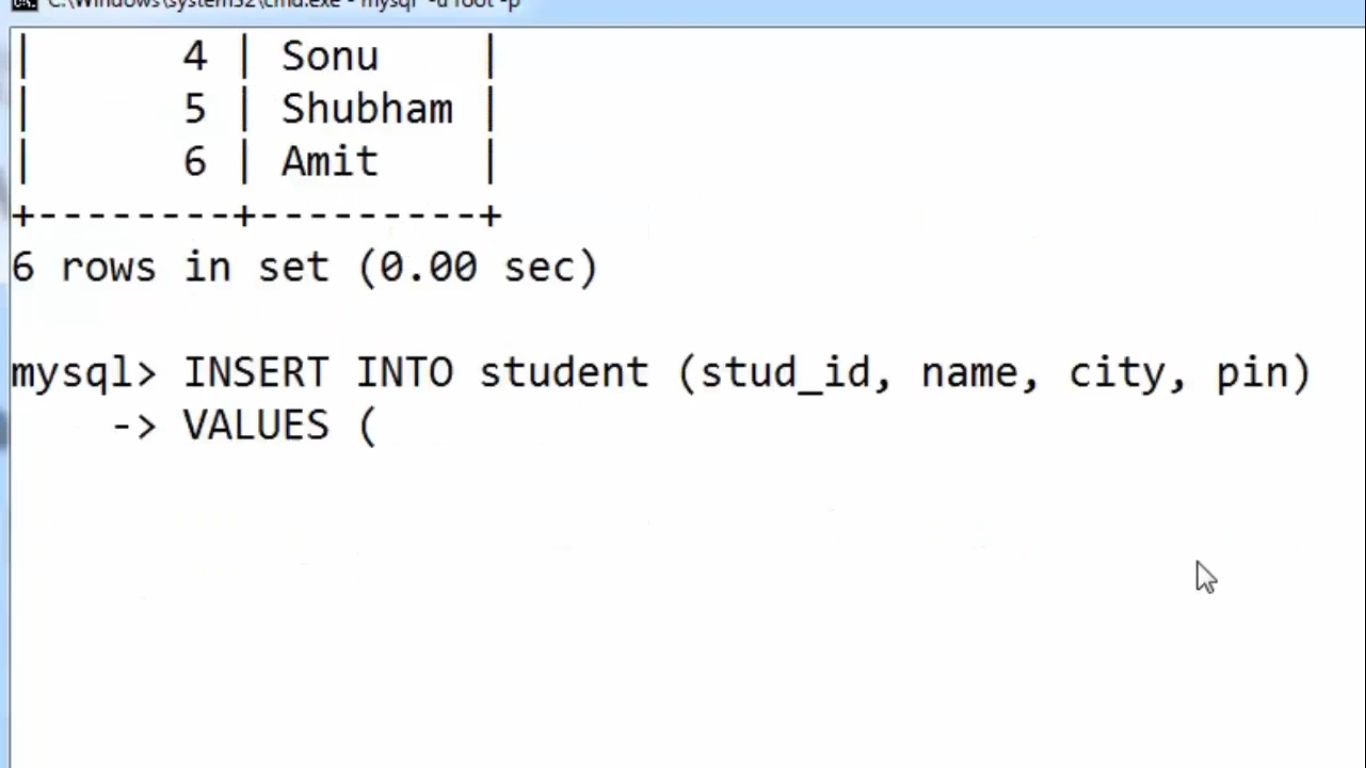 C:\Windows\system32\cmd.exe - mysql -u root -p
| 4 | Sonu |
| 5 | Shubham |
| 6 | Amit |
+--------+---------+
6 rows in set (0.00 sec)
mysql> INSERT INTO student (stud_id, name, city, pin)
-> VALUES (